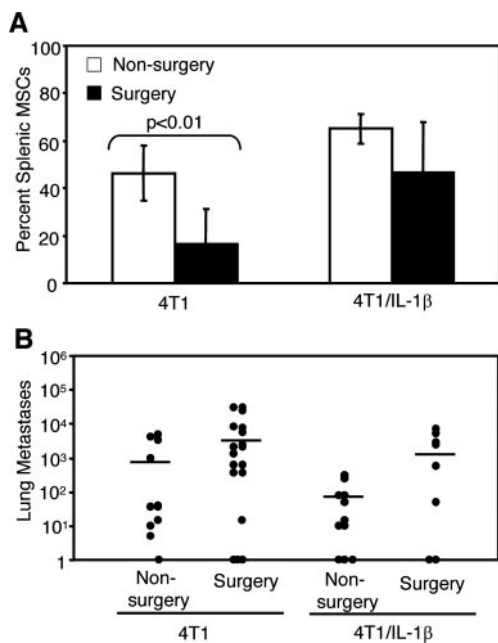 A
Percent Splenic MSCs
100
80
60
40
20
0
Non-surgery
Surgery
p<0.01
4T1
4T1/IL-1β
B
Lung Metastases
10⁶
10⁵
10⁴
10³
10²
10¹
1
Non-
surgery
Surgery
Non-
surgery
Surgery
4T1
4T1/IL-1β